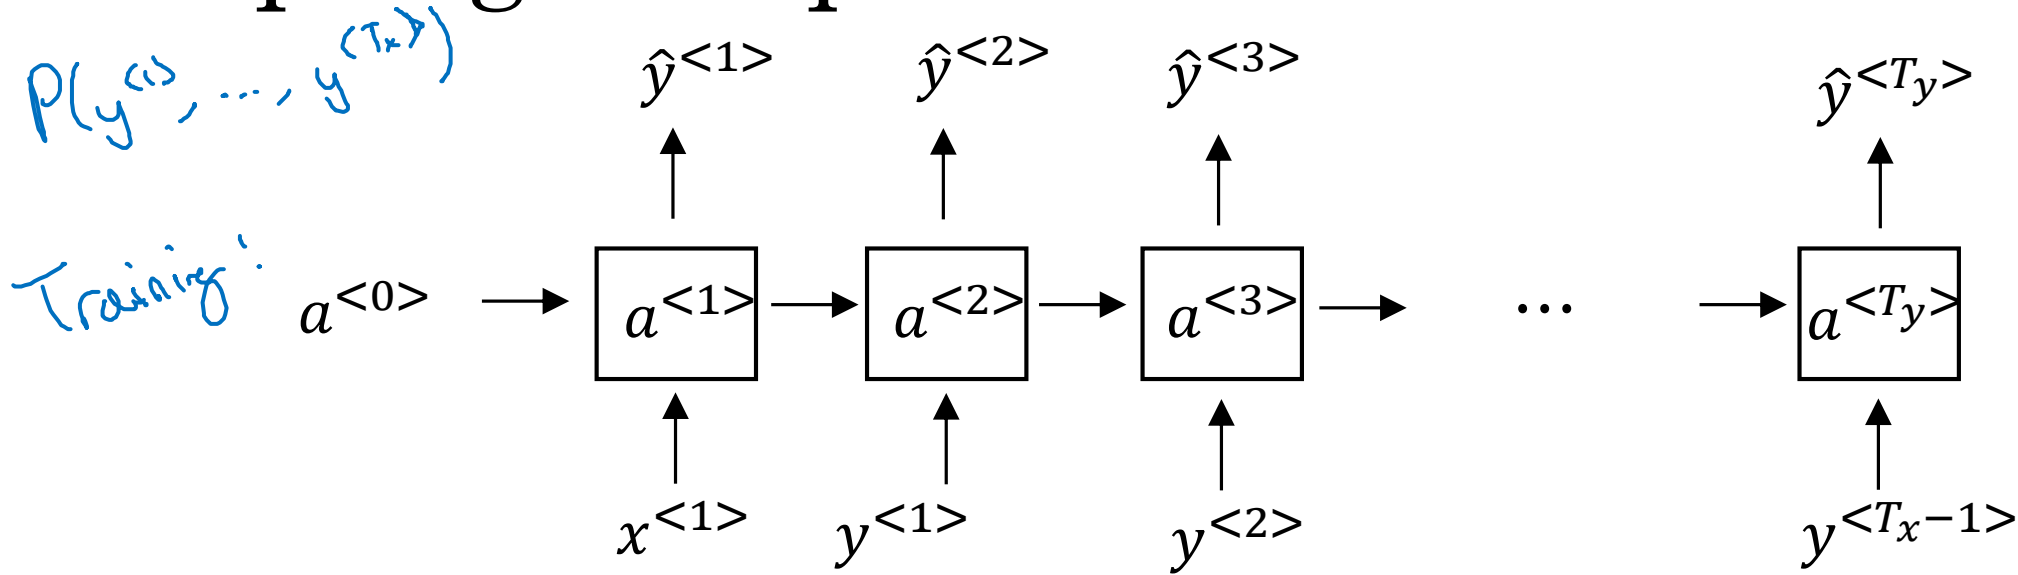 P(y<1>, ..., y<Tx>)
ŷ<1> ŷ<2> ŷ<3> ŷ<Ty>
Training:
a<0> a<1> a<2> a<3> ... a<Ty>
x<1> y<1> y<2> y<Tx−1>